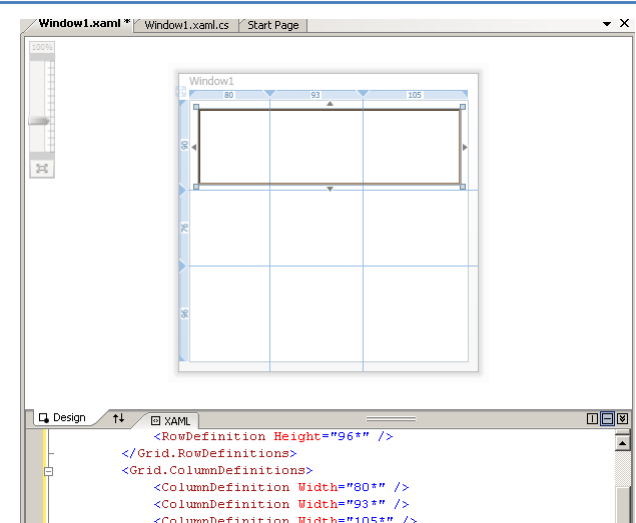 Window1.xaml * Window1.xaml.cs Start Page
100%
Window1
80 93 105
90
76
96
Design XAML
<RowDefinition Height="96*" />
</Grid.RowDefinitions>
<Grid.ColumnDefinitions>
<ColumnDefinition Width="80*" />
<ColumnDefinition Width="93*" />
<ColumnDefinition Width="105*" />